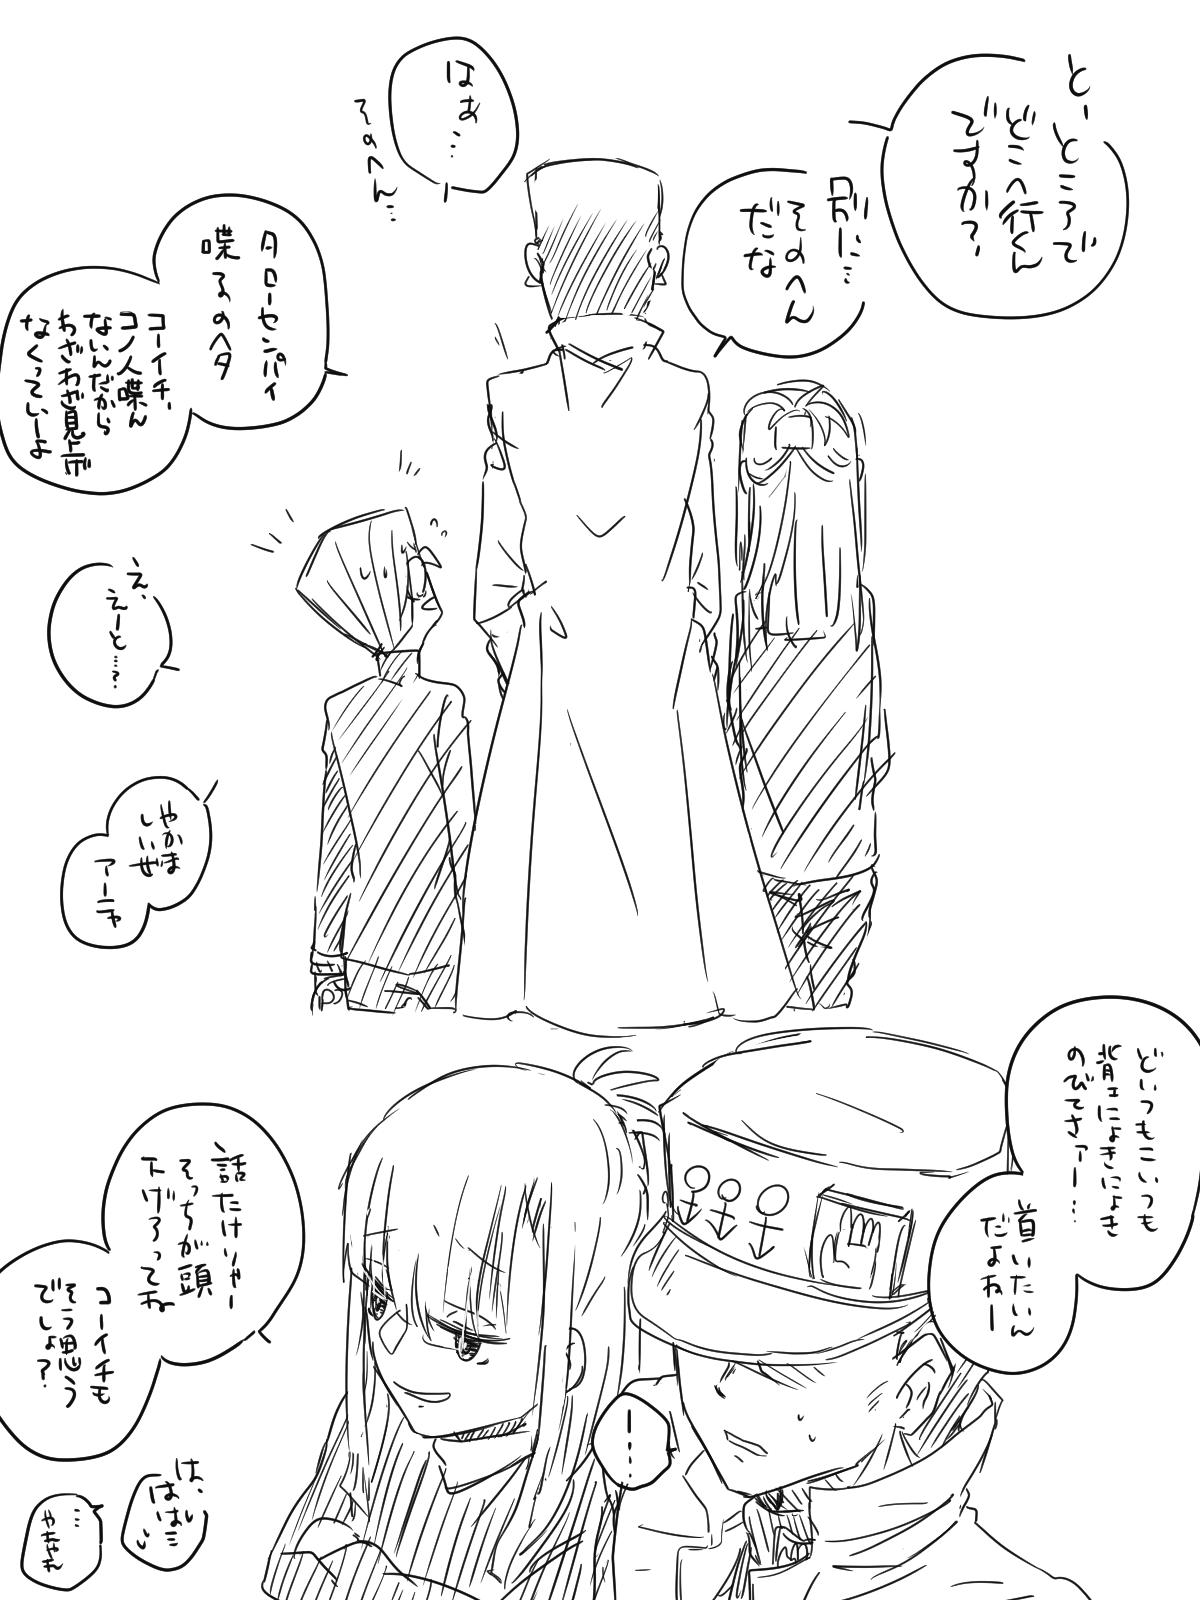 と、
ところで
どこへ行くん
ですか？
別に…
そのへん
だな
はぁ…
そのへん…
タローセンパイ
喋るのヘタ
コーイチ、
コノ人喋ん
ないんだから
わざわざ見上げ
なくっていーよ
え、
えーと…？
やかま
しいぜ
アーニャ
どいつもこいつも
背ェにょきにょき
のびてさァー…
首いたいん
だよねー
話たけりゃー
そっちが頭
下げろってね
コーイチも
そう思う
でしょ？
は、
はは…
…
やれやれ